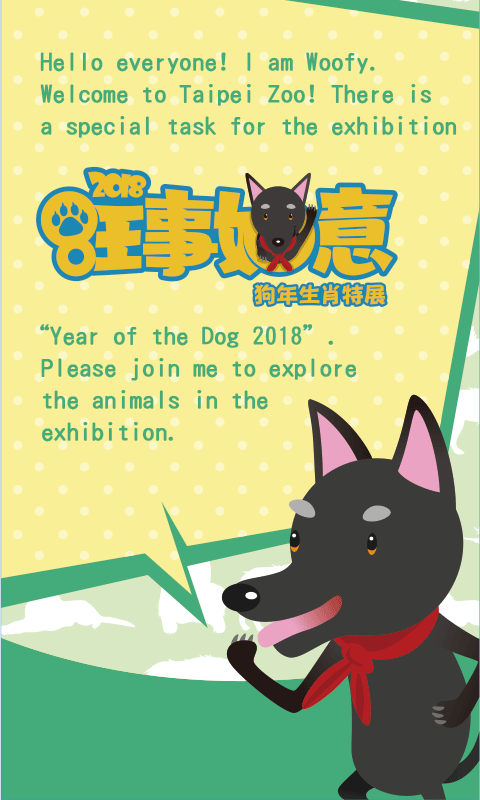 Hello everyone! I am Woofy.
Welcome to Taipei Zoo! There is
a special task for the exhibition
2018
旺事如意
狗年生肖特展
“Year of the Dog 2018” .
Please join me to explore
the animals in the
exhibition.